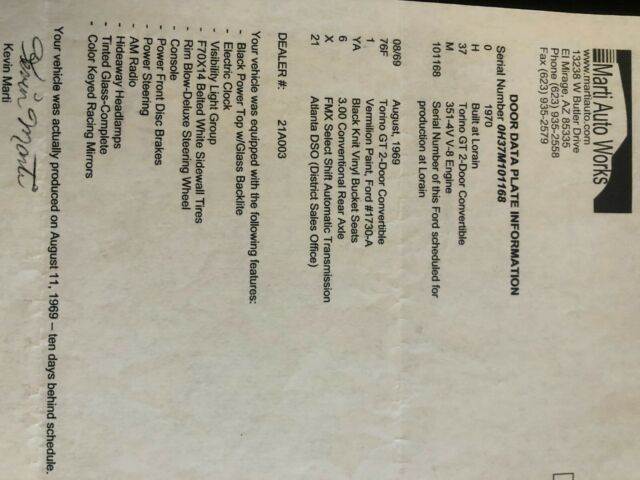 Marti Auto Works
www.martiauto.com
13238 W Butler Drive
El Mirage, AZ 85335
Phone (623) 935-2558
Fax (623) 935-2579
DOOR DATA PLATE INFORMATION
Serial Number 0H37M101168
0 1970
H Built at Lorain
37 Torino GT 2-Door Convertible
M 351-4V V-8 Engine
101168 Serial Number of this Ford scheduled for
production at Lorain
08/69 August, 1969
76F Torino GT 2-Door Convertible
1 Vermilion Paint, Ford #1730-A
YA Black Knit Vinyl Bucket Seats
6 3.00 Conventional Rear Axle
X FMX Select Shift Automatic Transmission
21 Atlanta DSO (District Sales Office)
DEALER #: 21A003
Your vehicle was equipped with the following features:
- Black Power Top w/Glass Backlite
- Electric Clock
- Visibility Light Group
- F70X14 Belted White Sidewall Tires
- Rim Blow-Deluxe Steering Wheel
- Console
- Power Front Disc Brakes
- Power Steering
- AM Radio
- Hideaway Headlamps
- Tinted Glass-Complete
- Color Keyed Racing Mirrors
Your vehicle was actually produced on August 11, 1969 – ten days behind schedule.
Kevin Marti
Kevin Marti